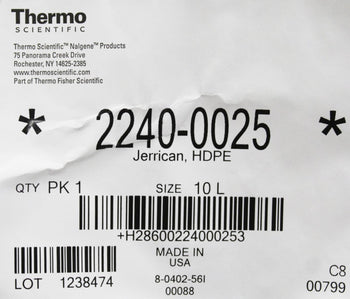 Thermo
SCIENTIFIC
Thermo Scientific™ Nalgene™ Products
75 Panorama Creek Drive
Rochester, NY 14625-2385
www.thermoscientific.com
Part of Thermo Fisher Scientific
* 2240-0025 *
Jerrican, HDPE
QTY PK 1 SIZE 10 L
+H28600224000253
MADE IN
USA
LOT 1238474
8-0402-56I
00088
C8
00799